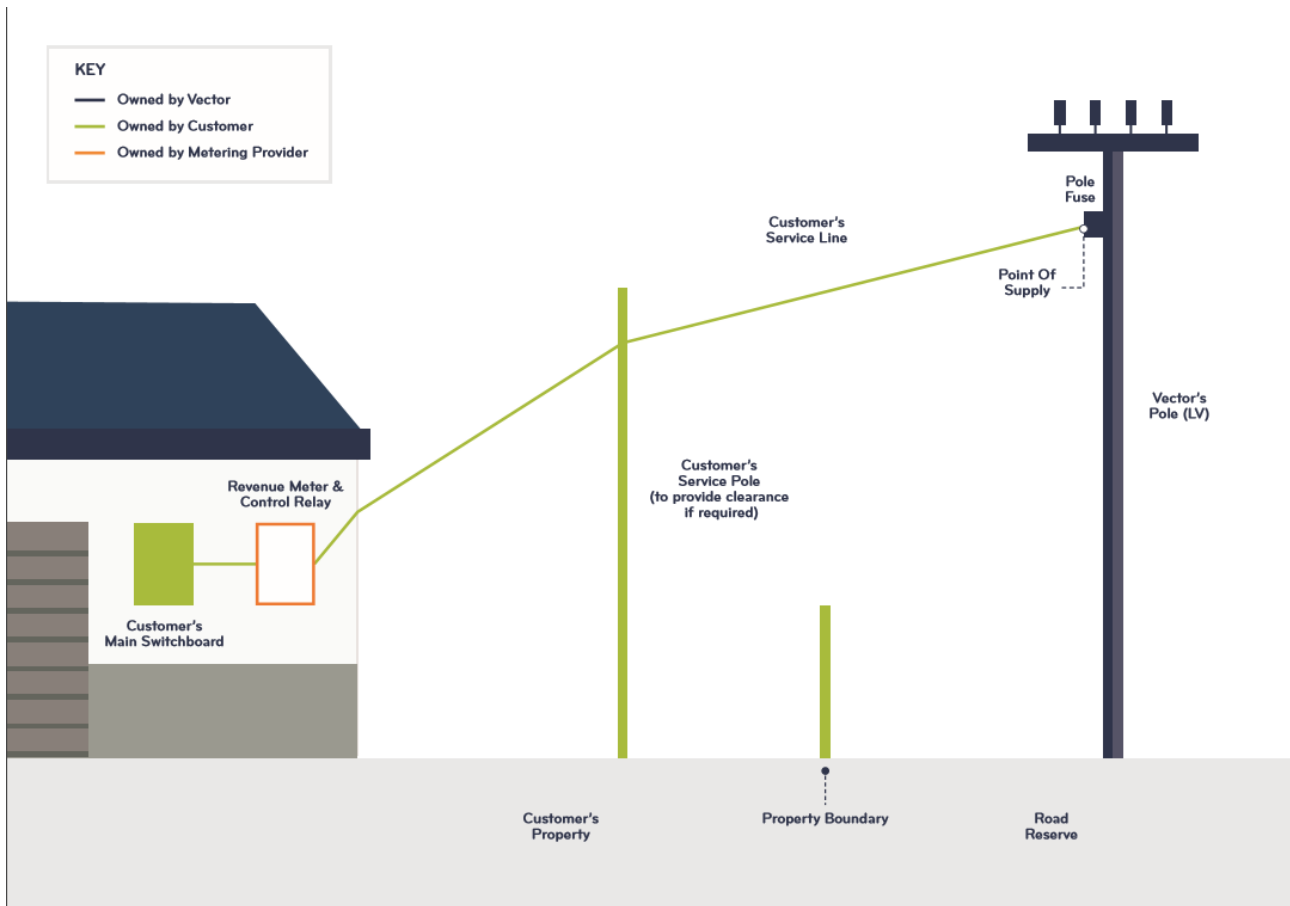 KEY
Owned by Vector
Owned by Customer
Owned by Metering Provider
Pole
Fuse
Customer's
Service Line
Point Of
Supply
Vector's
Pole (LV)
Customer's
Service Pole
(to provide clearance
if required)
Revenue Meter &
Control Relay
Customer's
Main Switchboard
Customer's
Property
Property Boundary
Road
Reserve